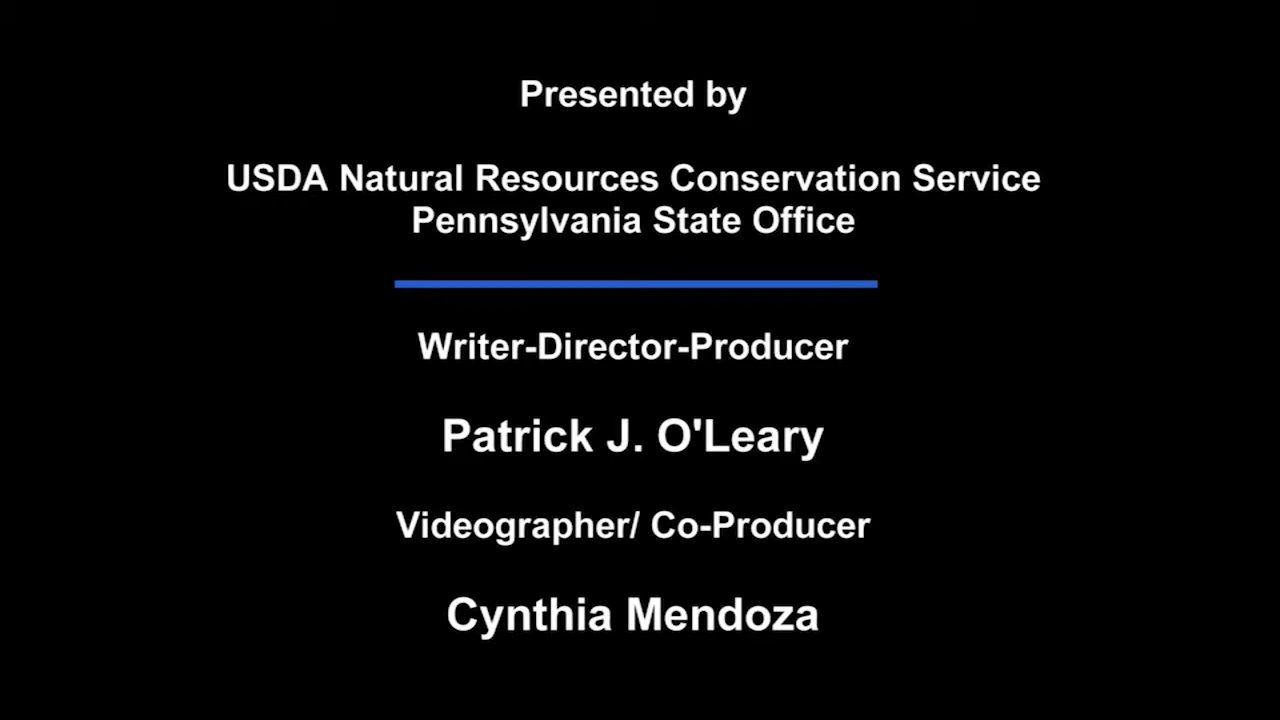 Presented by
USDA Natural Resources Conservation Service
Pennsylvania State Office
Writer-Director-Producer
Patrick J. O'Leary
Videographer/ Co-Producer
Cynthia Mendoza